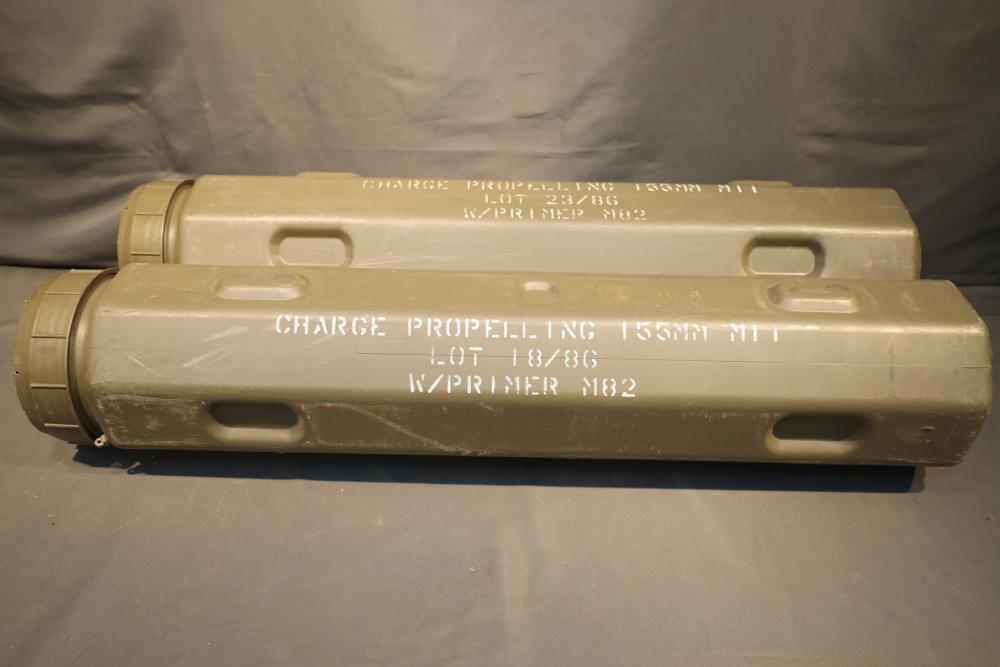 CHARGE PROPELLING 155MM M11
LOT 23/86
W/PRIMER M82
CHARGE PROPELLING 155MM M11
LOT 18/86
W/PRIMER M82